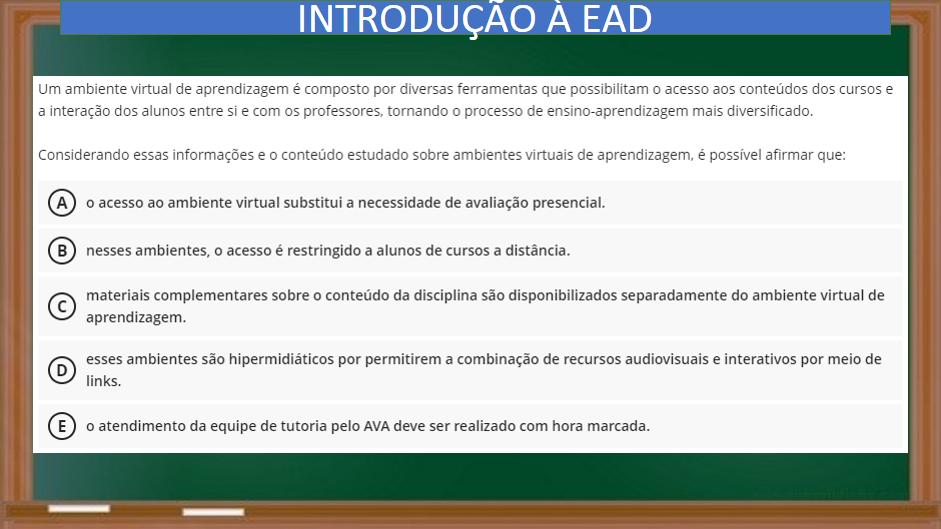 INTRODUÇÃO À EAD
Um ambiente virtual de aprendizagem é composto por diversas ferramentas que possibilitam o acesso aos conteúdos dos cursos e
a interação dos alunos entre si e com os professores, tornando o processo de ensino-aprendizagem mais diversificado.
Considerando essas informações e o conteúdo estudado sobre ambientes virtuais de aprendizagem, é possível afirmar que:
A o acesso ao ambiente virtual substitui a necessidade de avaliação presencial.
B nesses ambientes, o acesso é restringido a alunos de cursos a distância.
C materiais complementares sobre o conteúdo da disciplina são disponibilizados separadamente do ambiente virtual de
aprendizagem.
D esses ambientes são hipermidiáticos por permitirem a combinação de recursos audiovisuais e interativos por meio de
links.
E o atendimento da equipe de tutoria pelo AVA deve ser realizado com hora marcada.